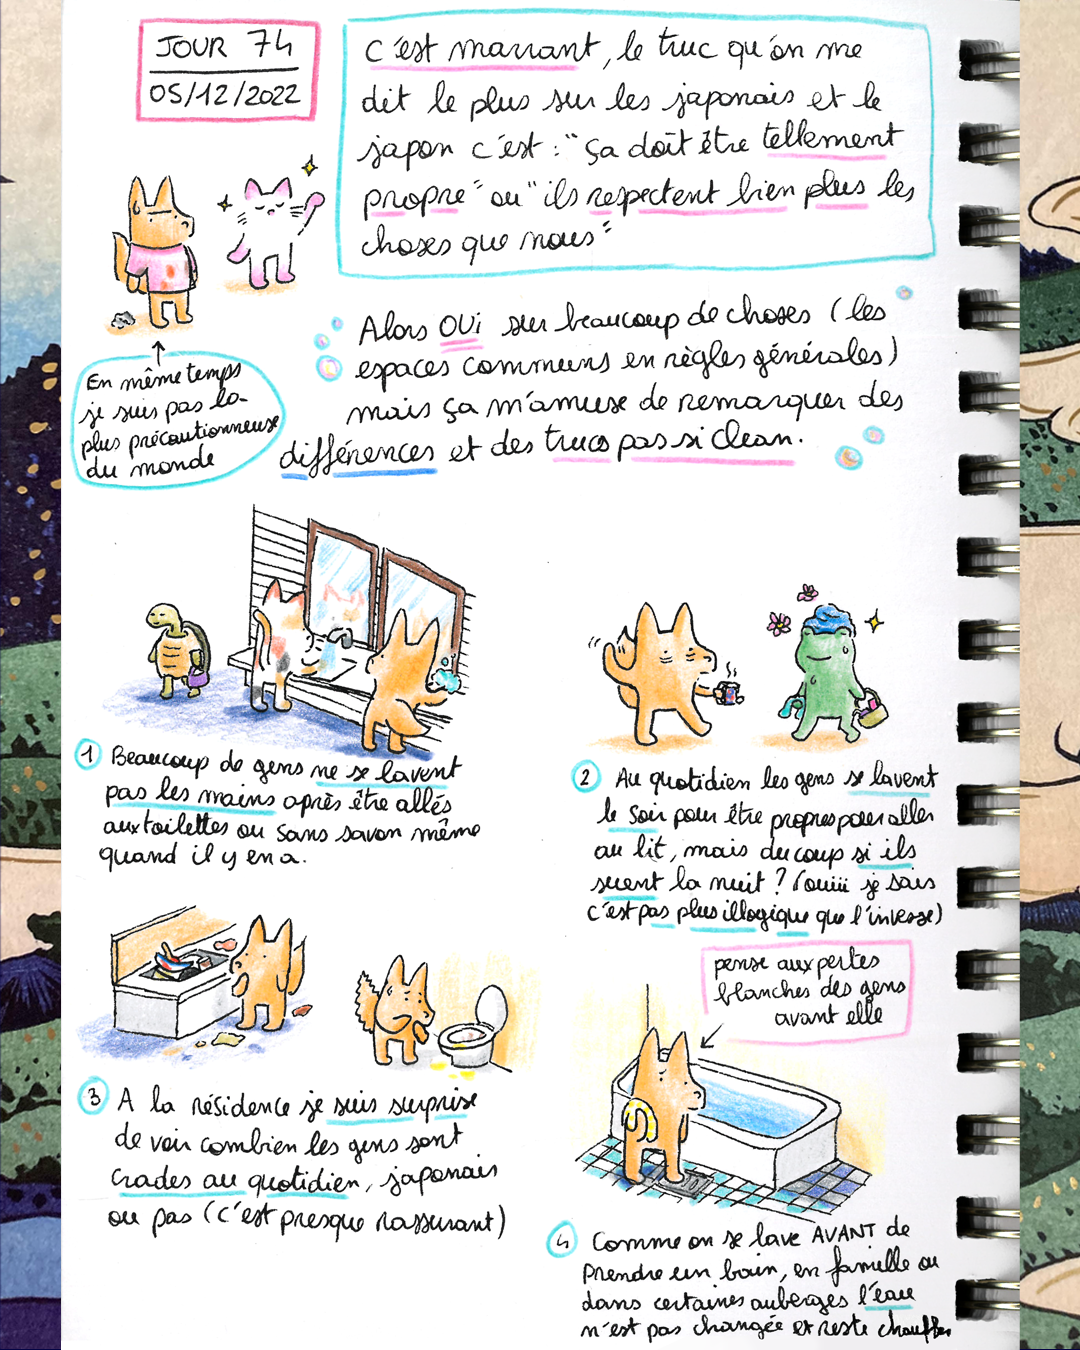 JOUR 74
05/12/2022
C'est marrant, le truc qu'on me
dit le plus sur les japonais et le
japon c'est : "ça doit être tellement
propre" ou "ils respectent bien plus les
choses que nous"
En même temps
je suis pas la
plus précautionneuse
du monde
Alors OUi sur beaucoup de choses (les
espaces communs en règles générales)
mais ça m'amuse de remarquer des
différences et des trucs pas si clean.
1 Beaucoup de gens ne se lavent
pas les mains après être allés
aux toilettes ou sans savon même
quand il y en a.
2 Au quotidien les gens se lavent
le soir pour être propres pour aller
au lit, mais du coup si ils
suent la nuit ? (ouiii je sais
c'est pas plus illogique que l'inverse)
3 A la résidence je suis surprise
de voir combien les gens sont
crades au quotidien, japonais
ou pas (c'est presque rassurant)
pense aux pertes
blanches des gens
avant elle
4 Comme on se lave AVANT de
prendre un bain, en famille ou
dans certaines auberges l'eau
n'est pas changée et reste chauffée